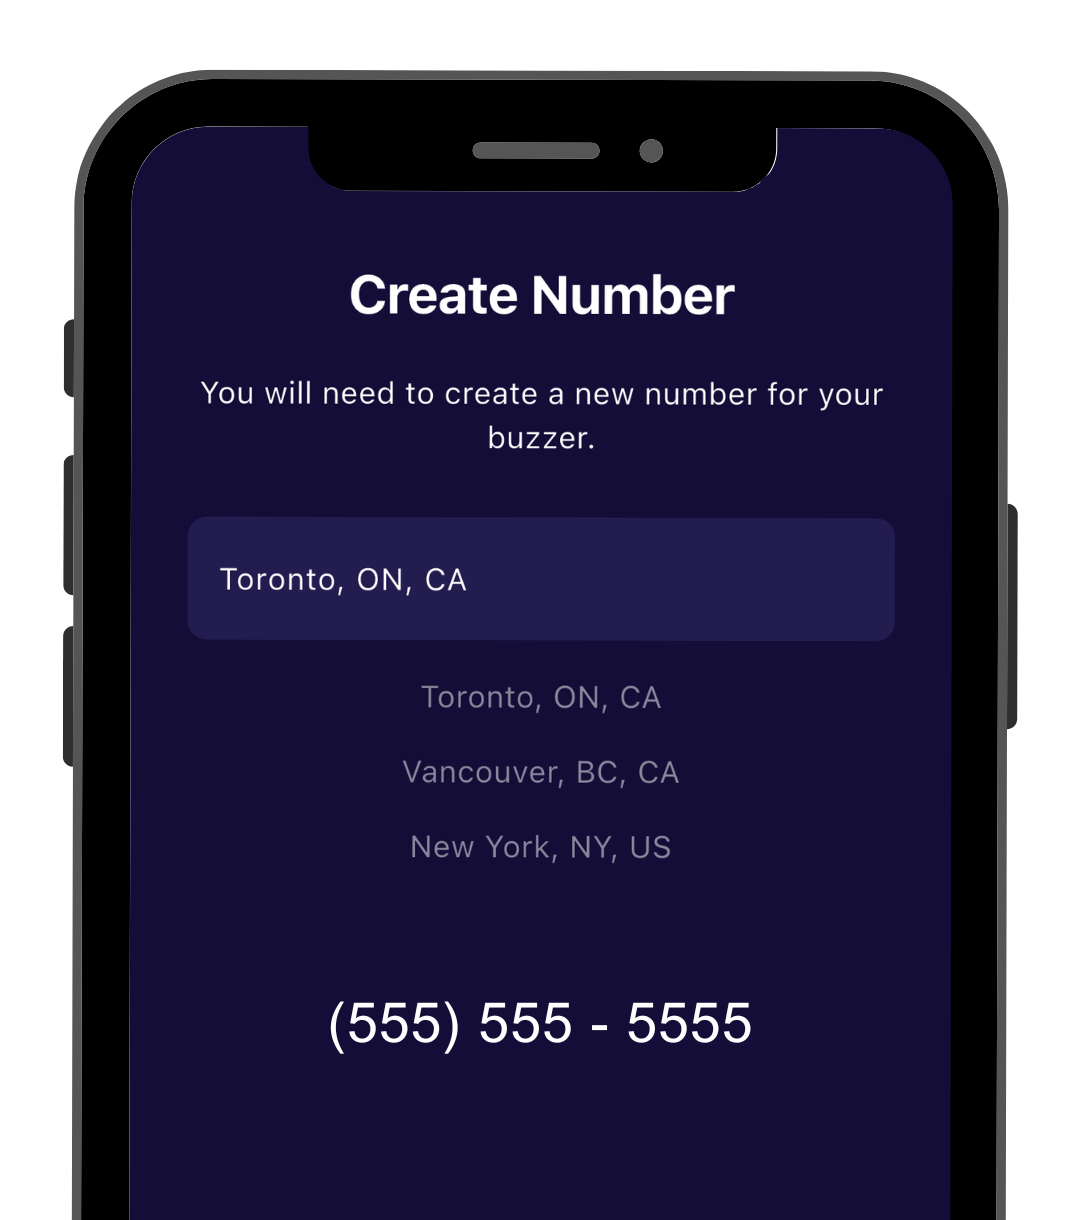 Create Number
You will need to create a new number for your
buzzer.
Toronto, ON, CA
Toronto, ON, CA
Vancouver, BC, CA
New York, NY, US
(555) 555 - 5555